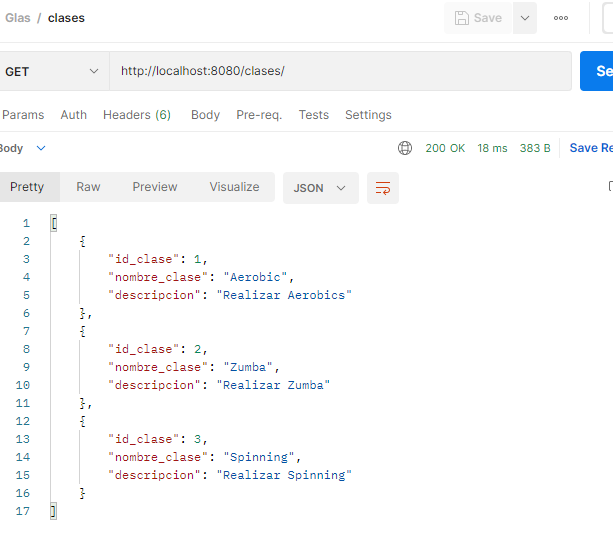 Glas / clases
Save
GET
http://localhost:8080/clases/
Se
Params Auth Headers (6) Body Pre-req. Tests Settings
Body
200 OK 18 ms 383 B Save Re
Pretty Raw Preview Visualize JSON
1 [
2 {
3 "id_clase": 1,
4 "nombre_clase": "Aerobic",
5 "descripcion": "Realizar Aerobics"
6 },
7 {
8 "id_clase": 2,
9 "nombre_clase": "Zumba",
10 "descripcion": "Realizar Zumba"
11 },
12 {
13 "id_clase": 3,
14 "nombre_clase": "Spinning",
15 "descripcion": "Realizar Spinning"
16 }
17 ]